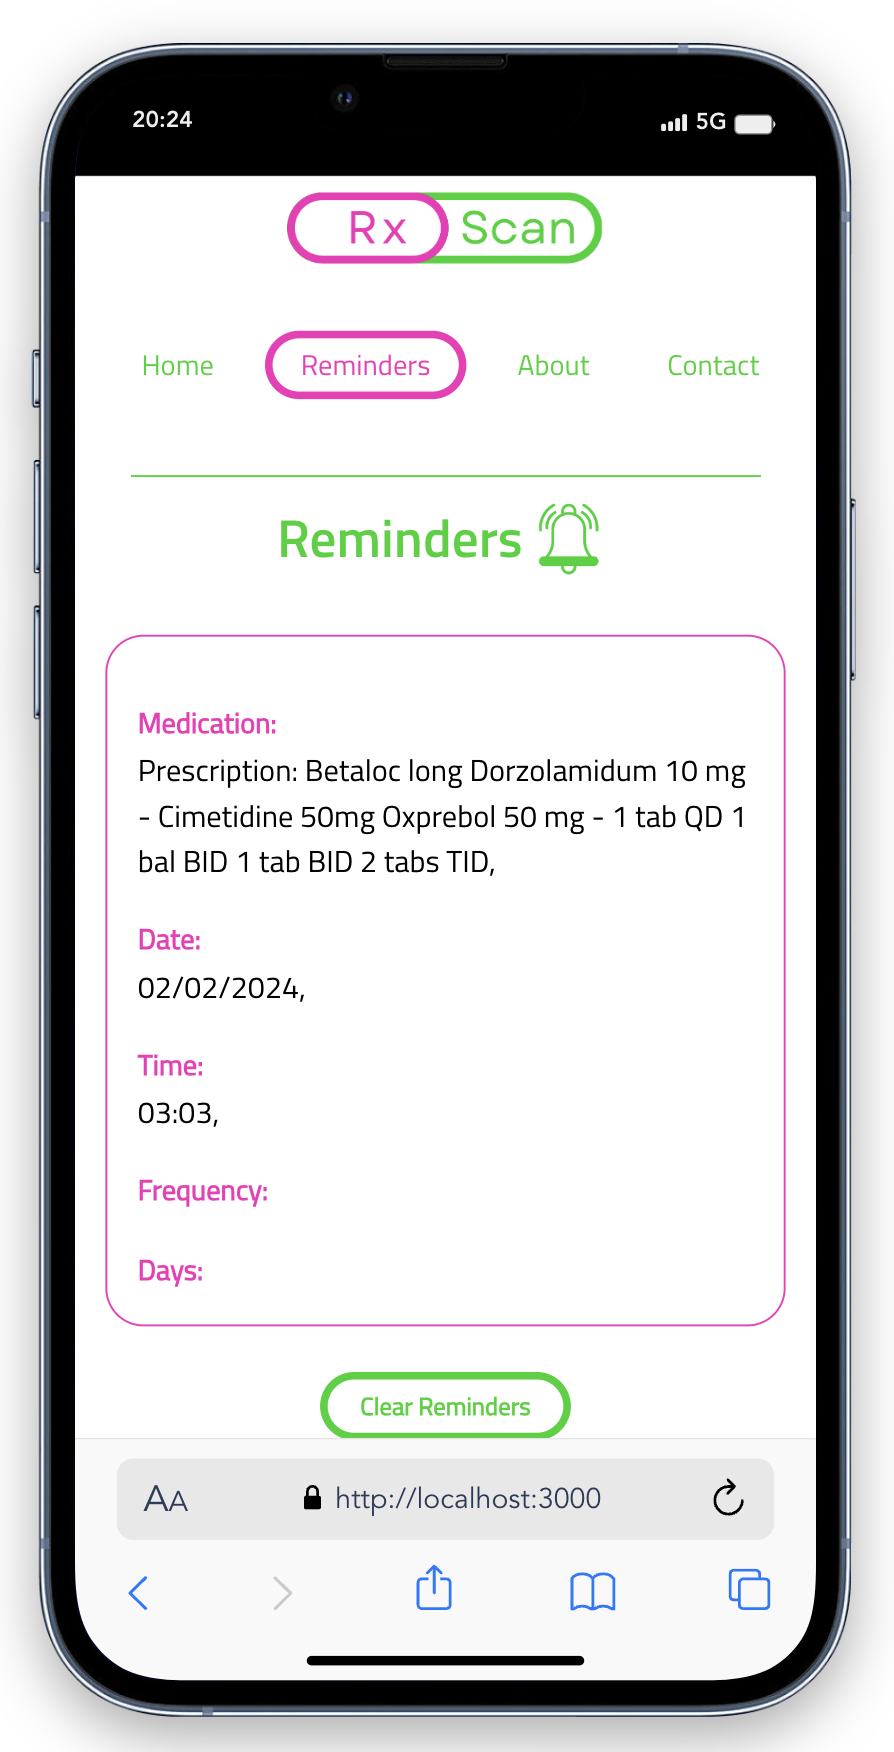 20:24
5G
Rx Scan
Home Reminders About Contact
Reminders
Medication:
Prescription: Betaloc long Dorzolamidum 10 mg
- Cimetidine 50mg Oxprebol 50 mg - 1 tab QD 1
bal BID 1 tab BID 2 tabs TID,
Date:
02/02/2024,
Time:
03:03,
Frequency:
Days:
Clear Reminders
AA http://localhost:3000